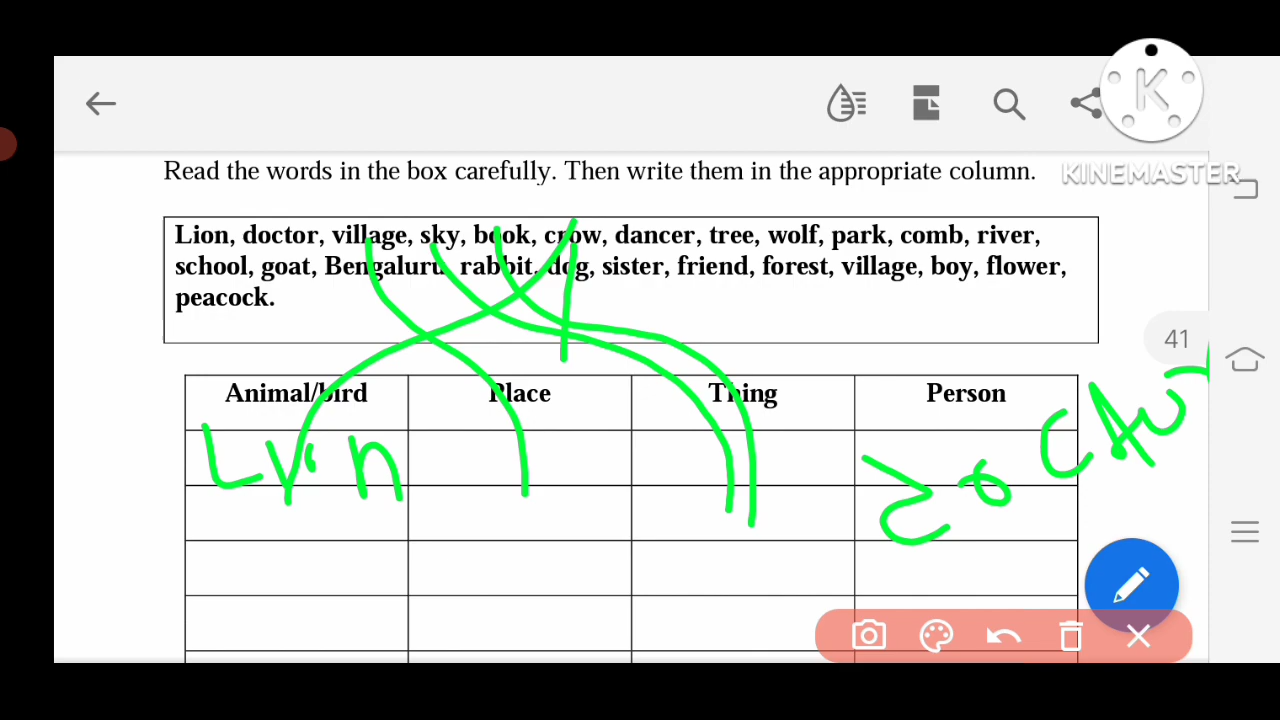 KINEMASTER
Read the words in the box carefully. Then write them in the appropriate column.
Lion, doctor, village, sky, book, crow, dancer, tree, wolf, park, comb, river,
school, goat, Bengaluru, rabbit, dog, sister, friend, forest, village, boy, flower,
peacock.
41
Animal/bird Place Thing Person